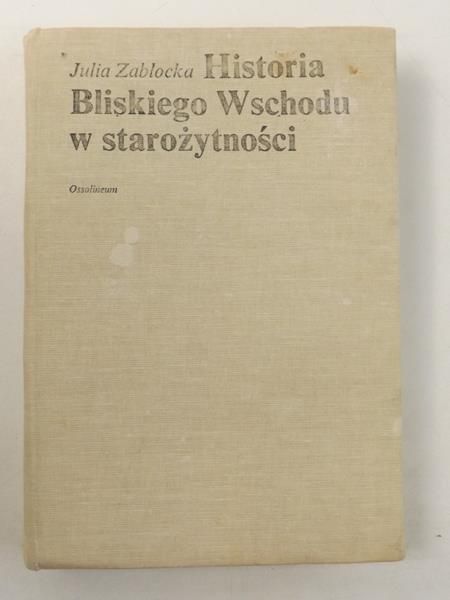 Julia Zabłocka Historia
Bliskiego Wschodu
w starożytności
Ossolineum